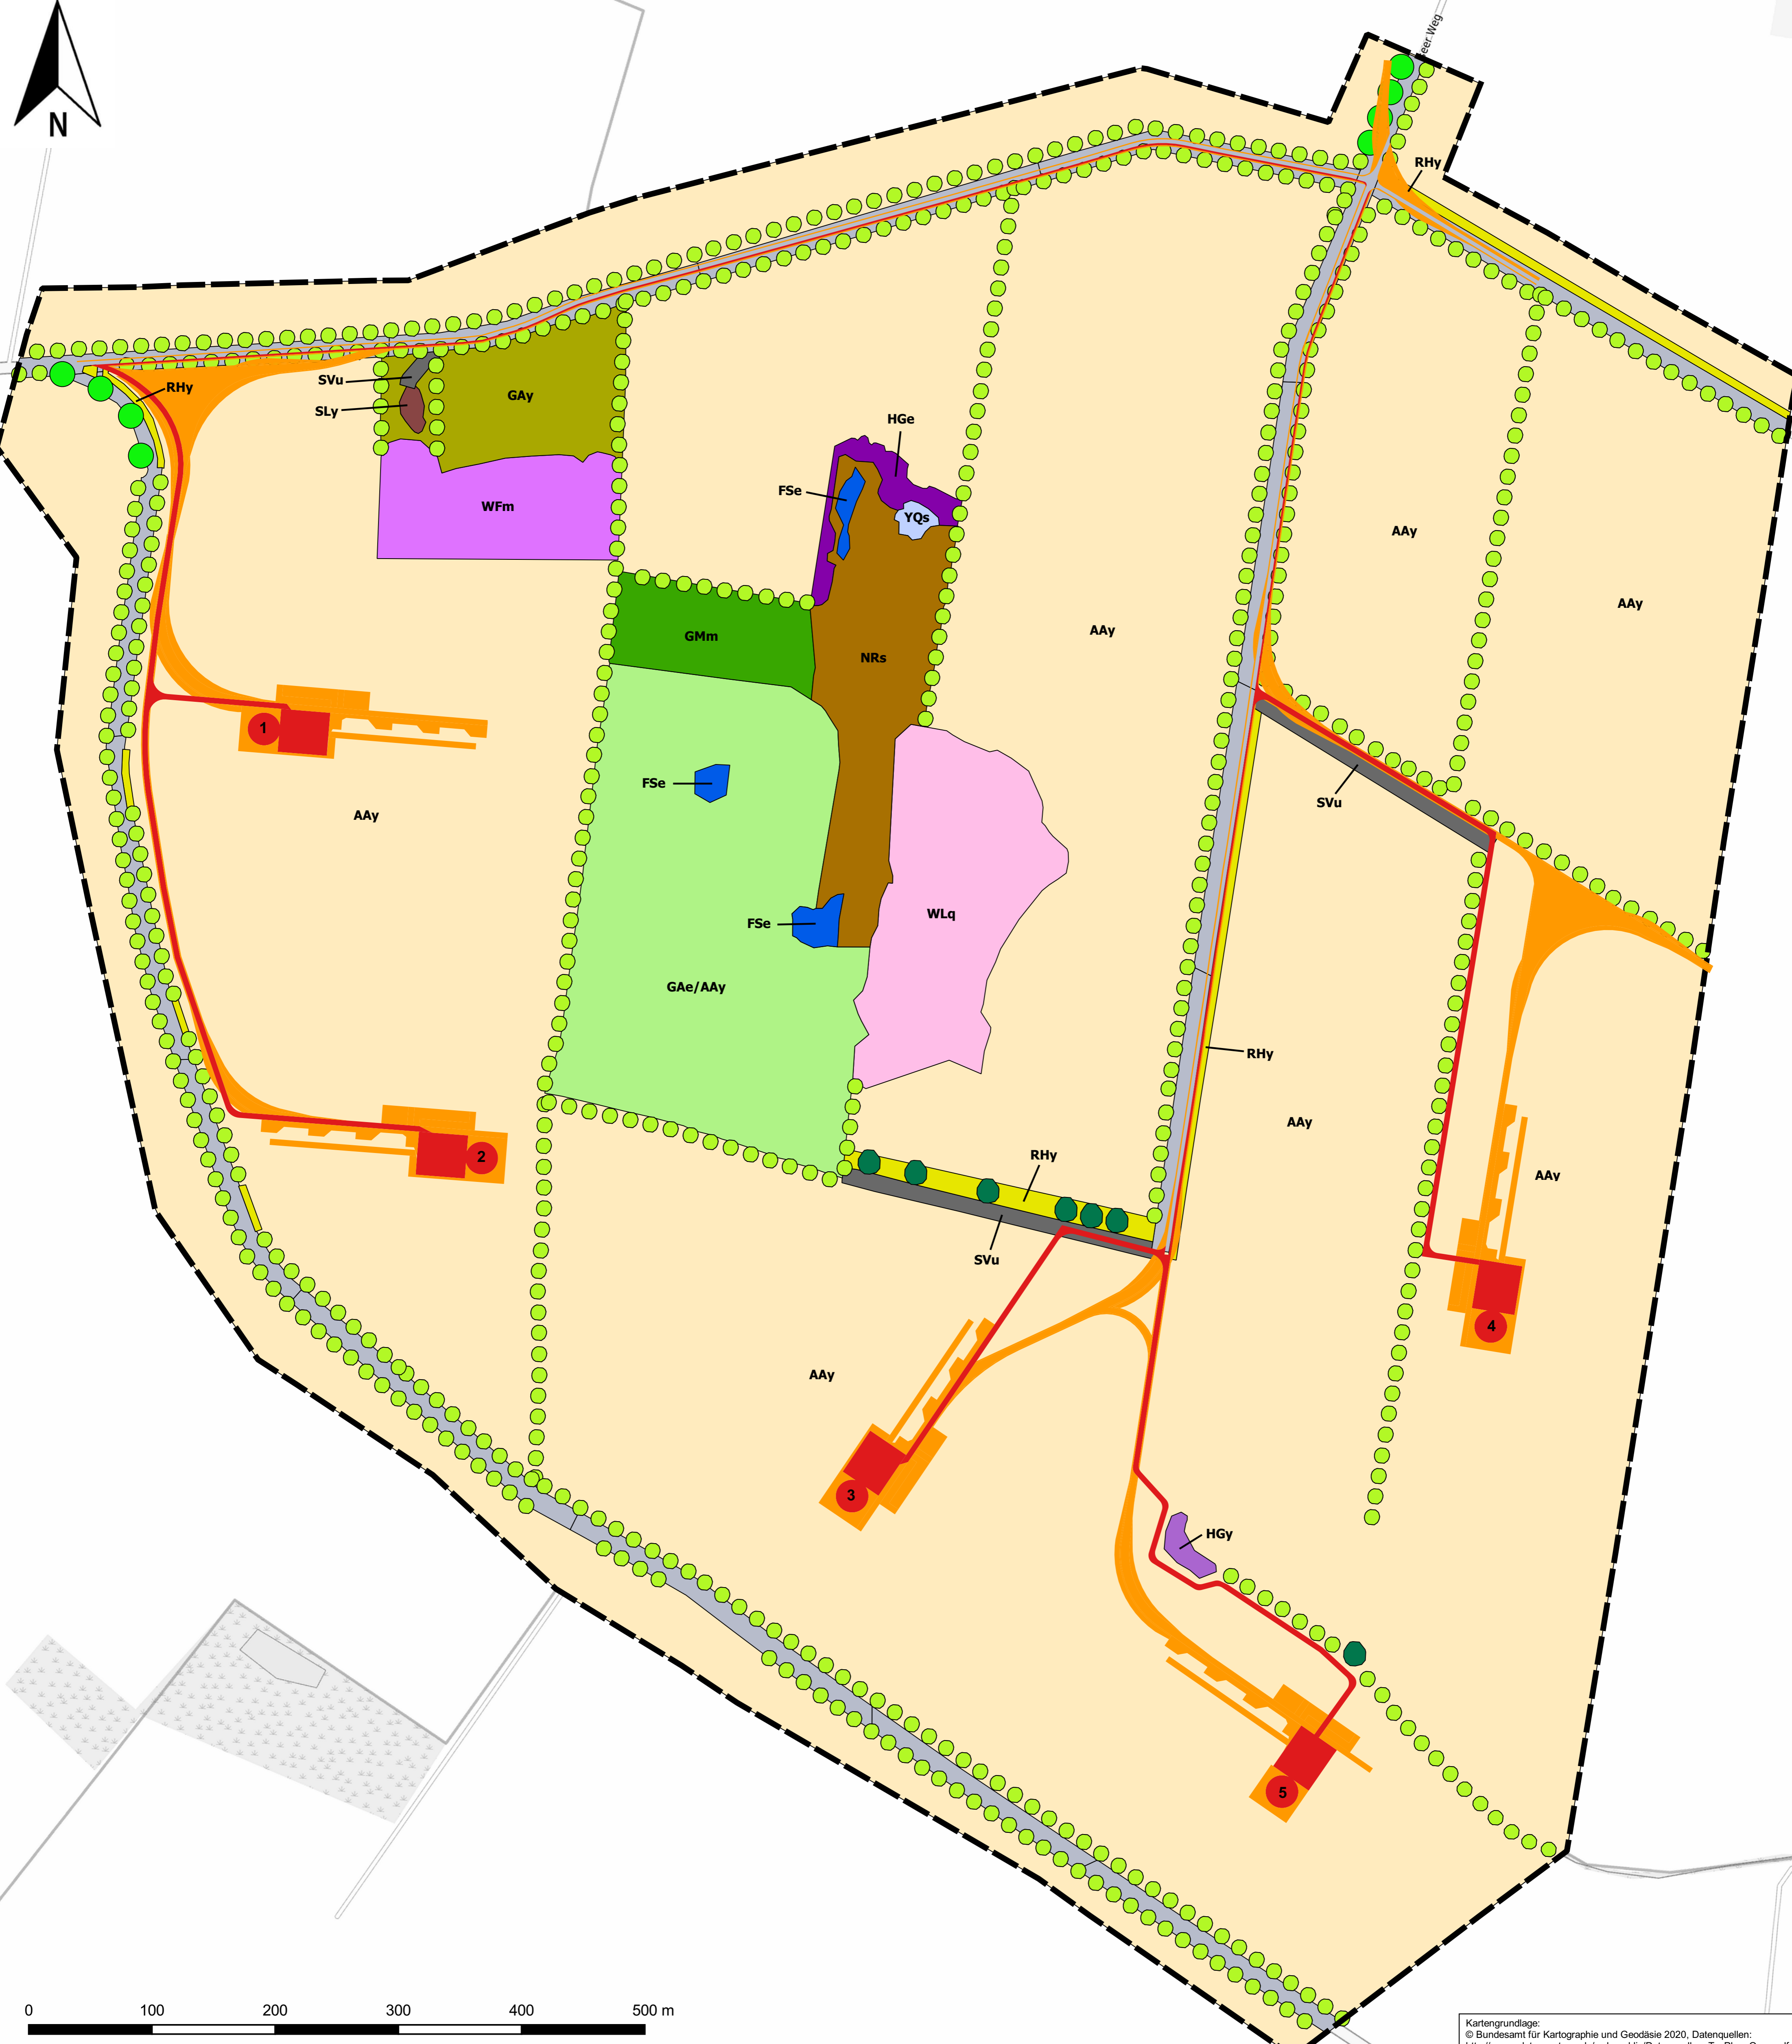 N
RHy
RHy
SVu
SLy
GAy
HGe
FSe
YQs
WFm
AAy
AAy
AAy
GMm
NRs
1
FSe
SVu
AAy
FSe
WLq
GAe/AAy
RHy
AAy
2
RHy
AAy
SVu
4
AAy
3
HGy
5
0 100 200 300 400 500 m
Kartengrundlage:
© Bundesamt für Kartographie und Geodäsie 2020, Datenquellen: